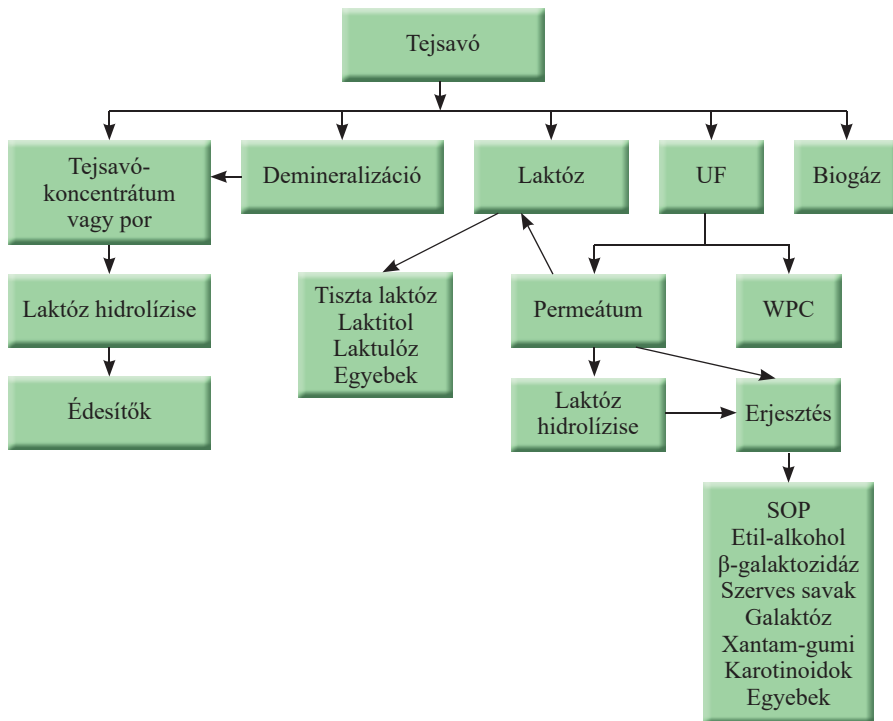 Tejsavó
Tejsavó-
koncentrátum
vagy por
Demineralizáció
Laktóz
UF
Biogáz
Laktóz hidrolízise
Tiszta laktóz
Laktitol
Laktulóz
Egyebek
Permeátum
WPC
Édesítők
Laktóz
hidrolízise
Erjesztés
SOP
Etil-alkohol
β-galaktozidáz
Szerves savak
Galaktóz
Xantam-gumi
Karotinoidok
Egyebek